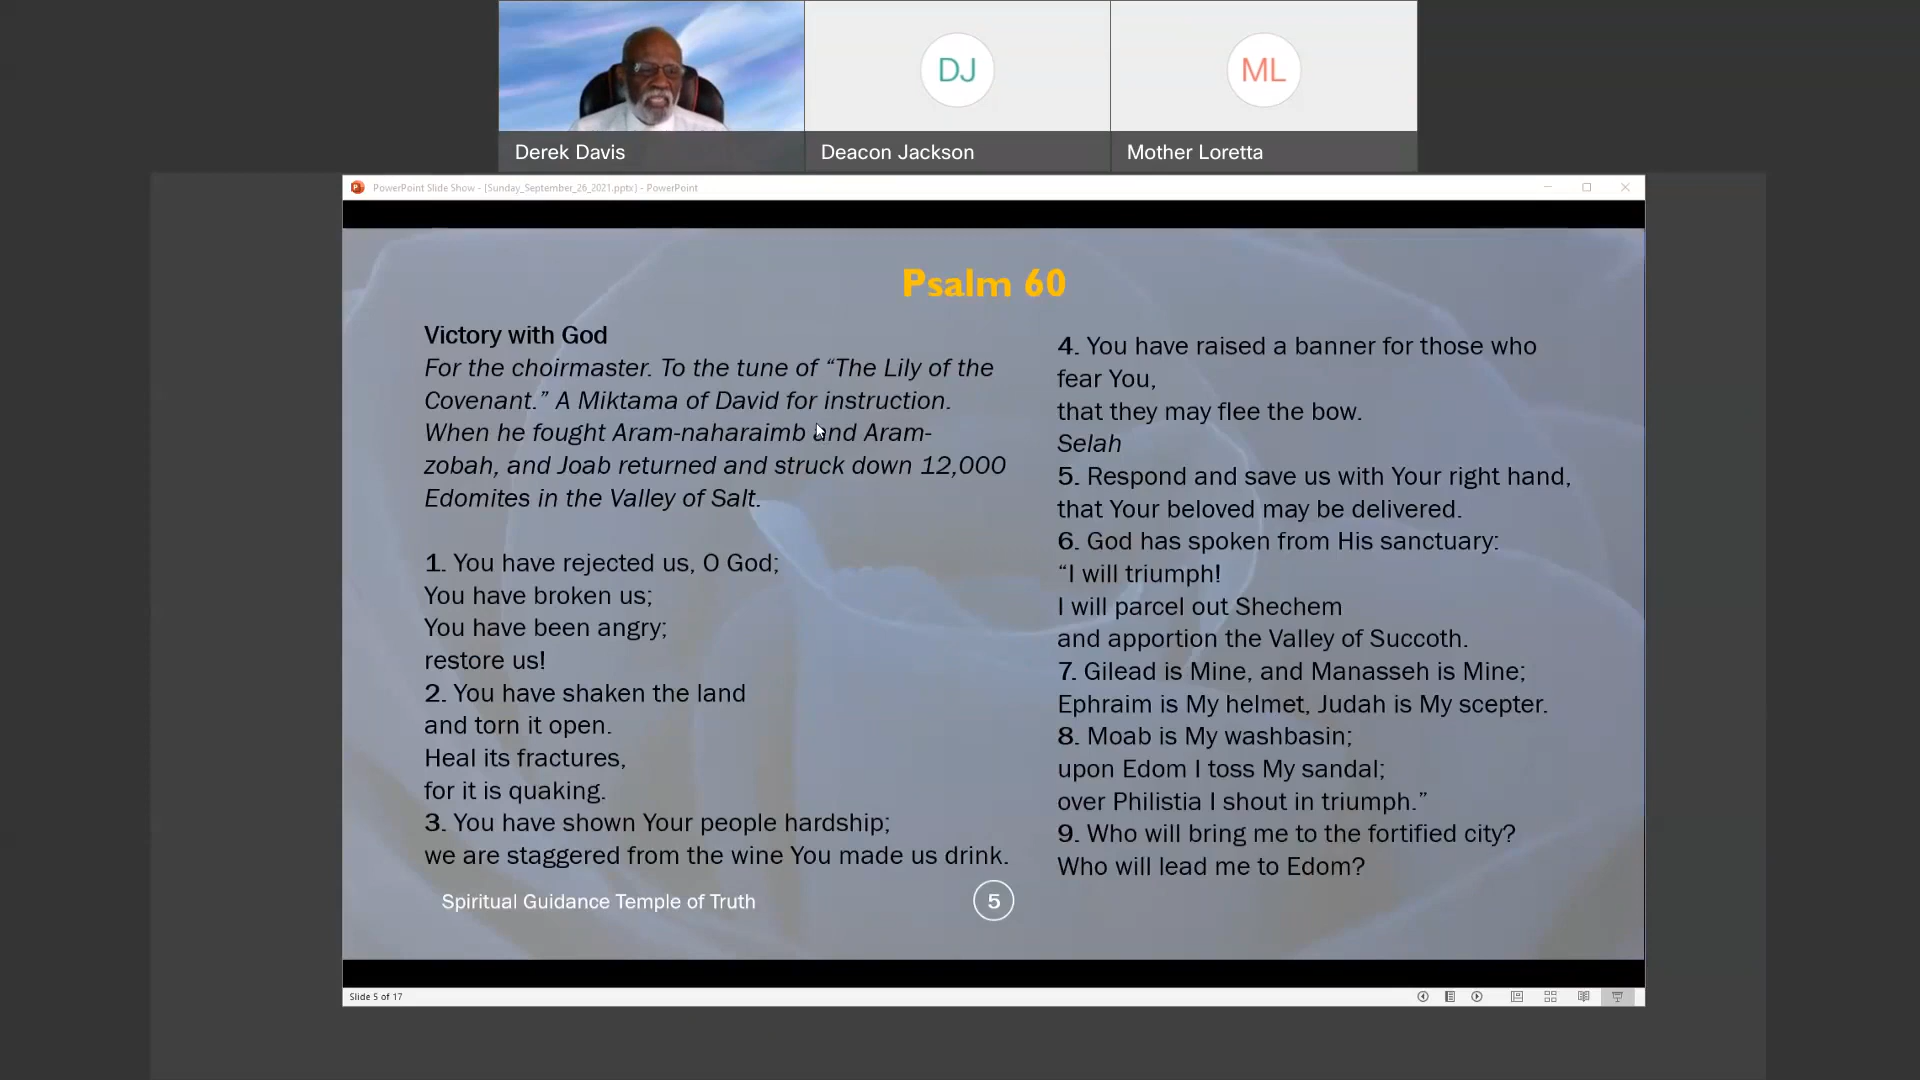 DJ
ML
Derek Davis
Deacon Jackson
Mother Loretta
PowerPoint Slide Show - [Sunday_September_26_2021.pptx] - PowerPoint
Psalm 60
Victory with God
For the choirmaster. To the tune of “The Lily of the
Covenant.” A Miktama of David for instruction.
When he fought Aram-naharaimb and Aram-
zobah, and Joab returned and struck down 12,000
Edomites in the Valley of Salt.
1. You have rejected us, O God;
You have broken us;
You have been angry;
restore us!
2. You have shaken the land
and torn it open.
Heal its fractures,
for it is quaking.
3. You have shown Your people hardship;
we are staggered from the wine You made us drink.
4. You have raised a banner for those who
fear You,
that they may flee the bow.
Selah
5. Respond and save us with Your right hand,
that Your beloved may be delivered.
6. God has spoken from His sanctuary:
“I will triumph!
I will parcel out Shechem
and apportion the Valley of Succoth.
7. Gilead is Mine, and Manasseh is Mine;
Ephraim is My helmet, Judah is My scepter.
8. Moab is My washbasin;
upon Edom I toss My sandal;
over Philistia I shout in triumph.”
9. Who will bring me to the fortified city?
Who will lead me to Edom?
Spiritual Guidance Temple of Truth
5
Slide 5 of 17